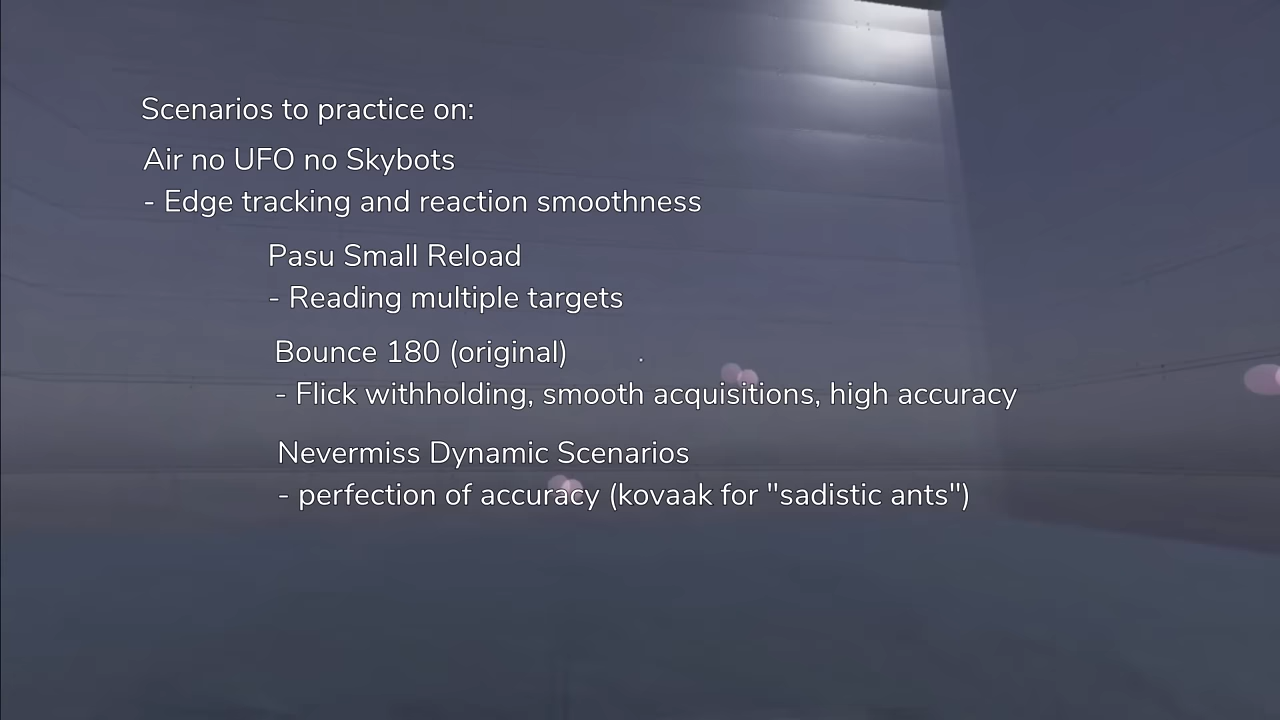 Scenarios to practice on:
Air no UFO no Skybots
- Edge tracking and reaction smoothness
Pasu Small Reload
- Reading multiple targets
Bounce 180 (original)
- Flick withholding, smooth acquisitions, high accuracy
Nevermiss Dynamic Scenarios
- perfection of accuracy (kovaak for "sadistic ants")